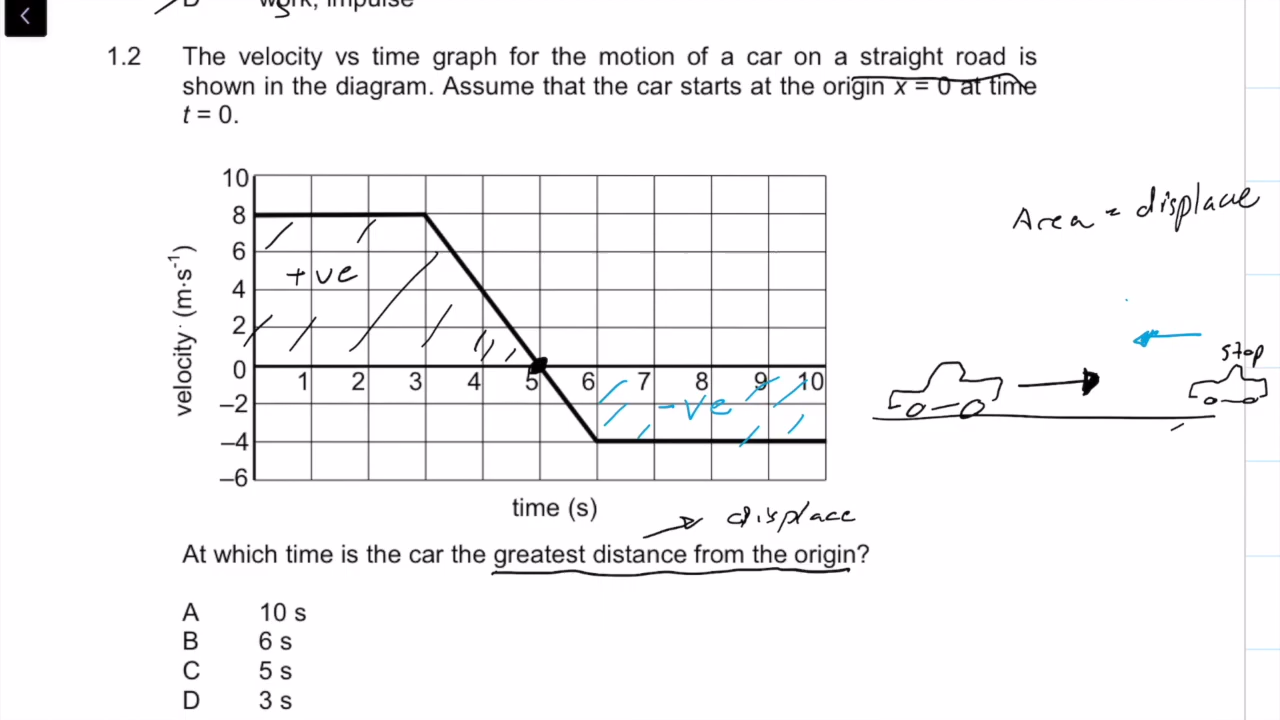 D work, impulse
1.2 The velocity vs time graph for the motion of a car on a straight road is
shown in the diagram. Assume that the car starts at the origin x = 0 at time
t = 0.
10
8
6
4
2
0
–2
–4
–6
1 2 3 4 5 6 7 8 9 10
velocity· (m·s⁻¹)
time (s)
+ve
-ve
Area = displace
stop
displace
At which time is the car the greatest distance from the origin?
A 10 s
B 6 s
C 5 s
D 3 s